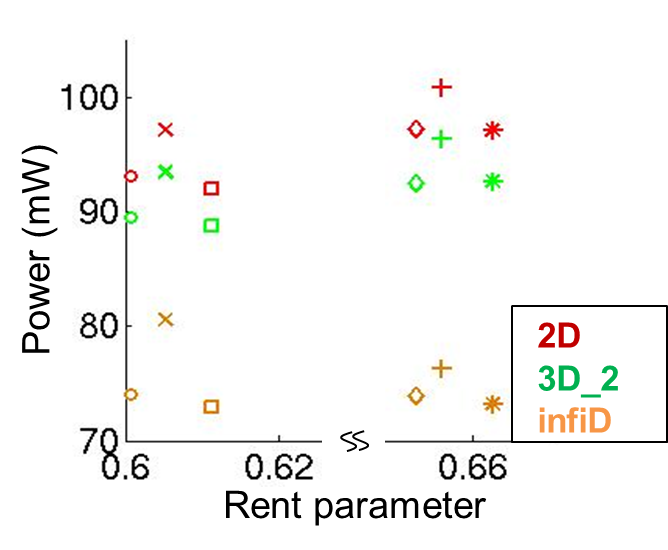 Power (mW)
100
90
80
70
0.6
0.62
0.66
Rent parameter
2D
3D_2
infiD